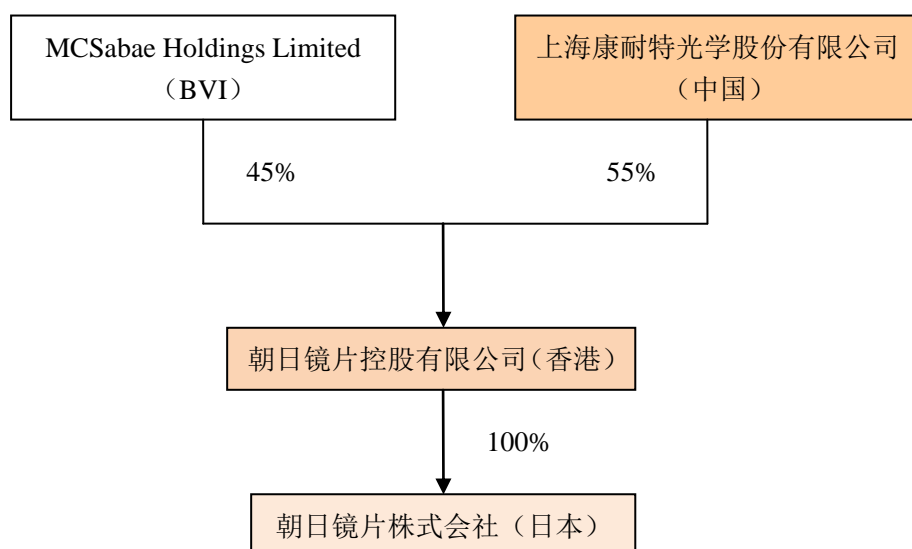 MCSabae Holdings Limited
（BVI）
上海康耐特光学股份有限公司
（中国）
45%
55%
朝日镜片控股有限公司（香港）
100%
朝日镜片株式会社（日本）